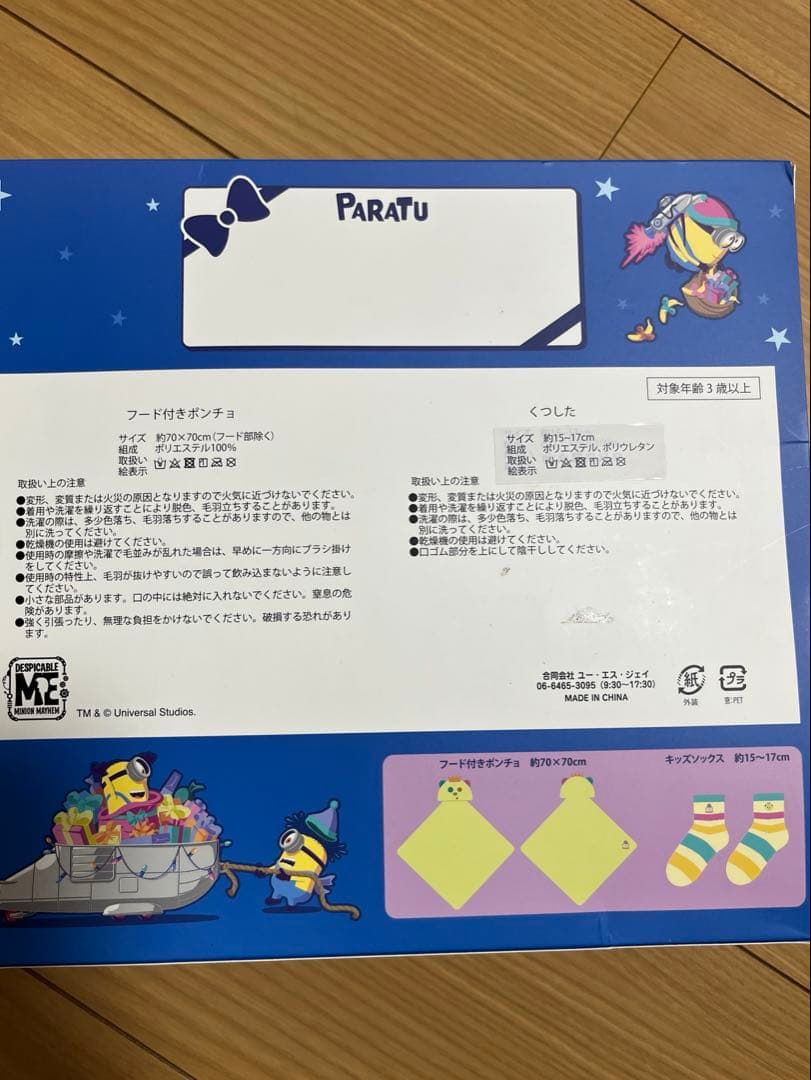 PARATU
対象年齢3歳以上
フード付きポンチョ
サイズ 約70×70cm(フード部除く)
組成 ポリエステル100%
取扱い
絵表示
取扱い上の注意
●変形、変質または火災の原因となりますので火気に近づけないでください。
●着用や洗濯を繰り返すことにより脱色、毛羽立ちすることがあります。
●洗濯の際は、多少色落ち、毛羽落ちすることがありますので、他の物とは
別に洗ってください。
●乾燥機の使用は避けてください。
●使用時の摩擦や洗濯で毛並みが乱れた場合は、早めに一方向にブラシ掛け
をしてください。
●使用時の特性上、毛羽が抜けやすいので誤って飲み込まないように注意し
てください。
●小さな部品があります。口の中には絶対に入れないでください。窒息の危
険があります。
●強く引張ったり、無理な負担をかけないでください。破損する恐れがあり
ます。
くつした
サイズ 約15~17cm
組成 ポリエステル、ポリウレタン
取扱い
絵表示
取扱い上の注意
●変形、変質または火災の原因となりますので火気に近づけないでください。
●着用や洗濯を繰り返すことにより脱色、毛羽立ちすることがあります。
●洗濯の際は、多少色落ち、毛羽落ちすることがありますので、他の物とは
別に洗ってください。
●乾燥機の使用は避けてください。
●口ゴム部分を上にして陰干ししてください。
DESPICABLE
ME
MINION MAYHEM
TM & © Universal Studios.
合同会社 ユー・エス・ジェイ
06-6465-3095 (9:30~17:30)
MADE IN CHINA
紙
外装
プラ
窓:PET
フード付きポンチョ 約70×70cm
キッズソックス 約15~17cm